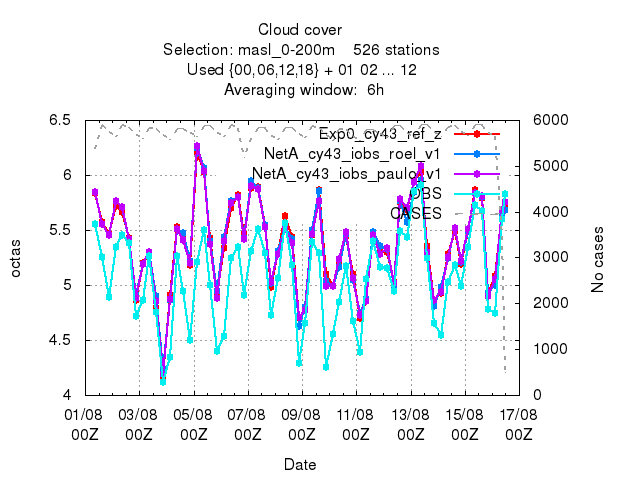 Cloud cover
Selection: masl_0-200m 526 stations
Used {00,06,12,18} + 01 02 ... 12
Averaging window: 6h
Exp0_cy43_ref_z
NetA_cy43_iobs_roel_v1
NetA_cy43_iobs_paulo_v1
OBS
CASES
octas
6.5
6
5.5
5
4.5
4
No cases
6000
5000
4000
3000
2000
1000
0
01/08 03/08 05/08 07/08 09/08 11/08 13/08 15/08 17/08
00Z 00Z 00Z 00Z 00Z 00Z 00Z 00Z 00Z
Date